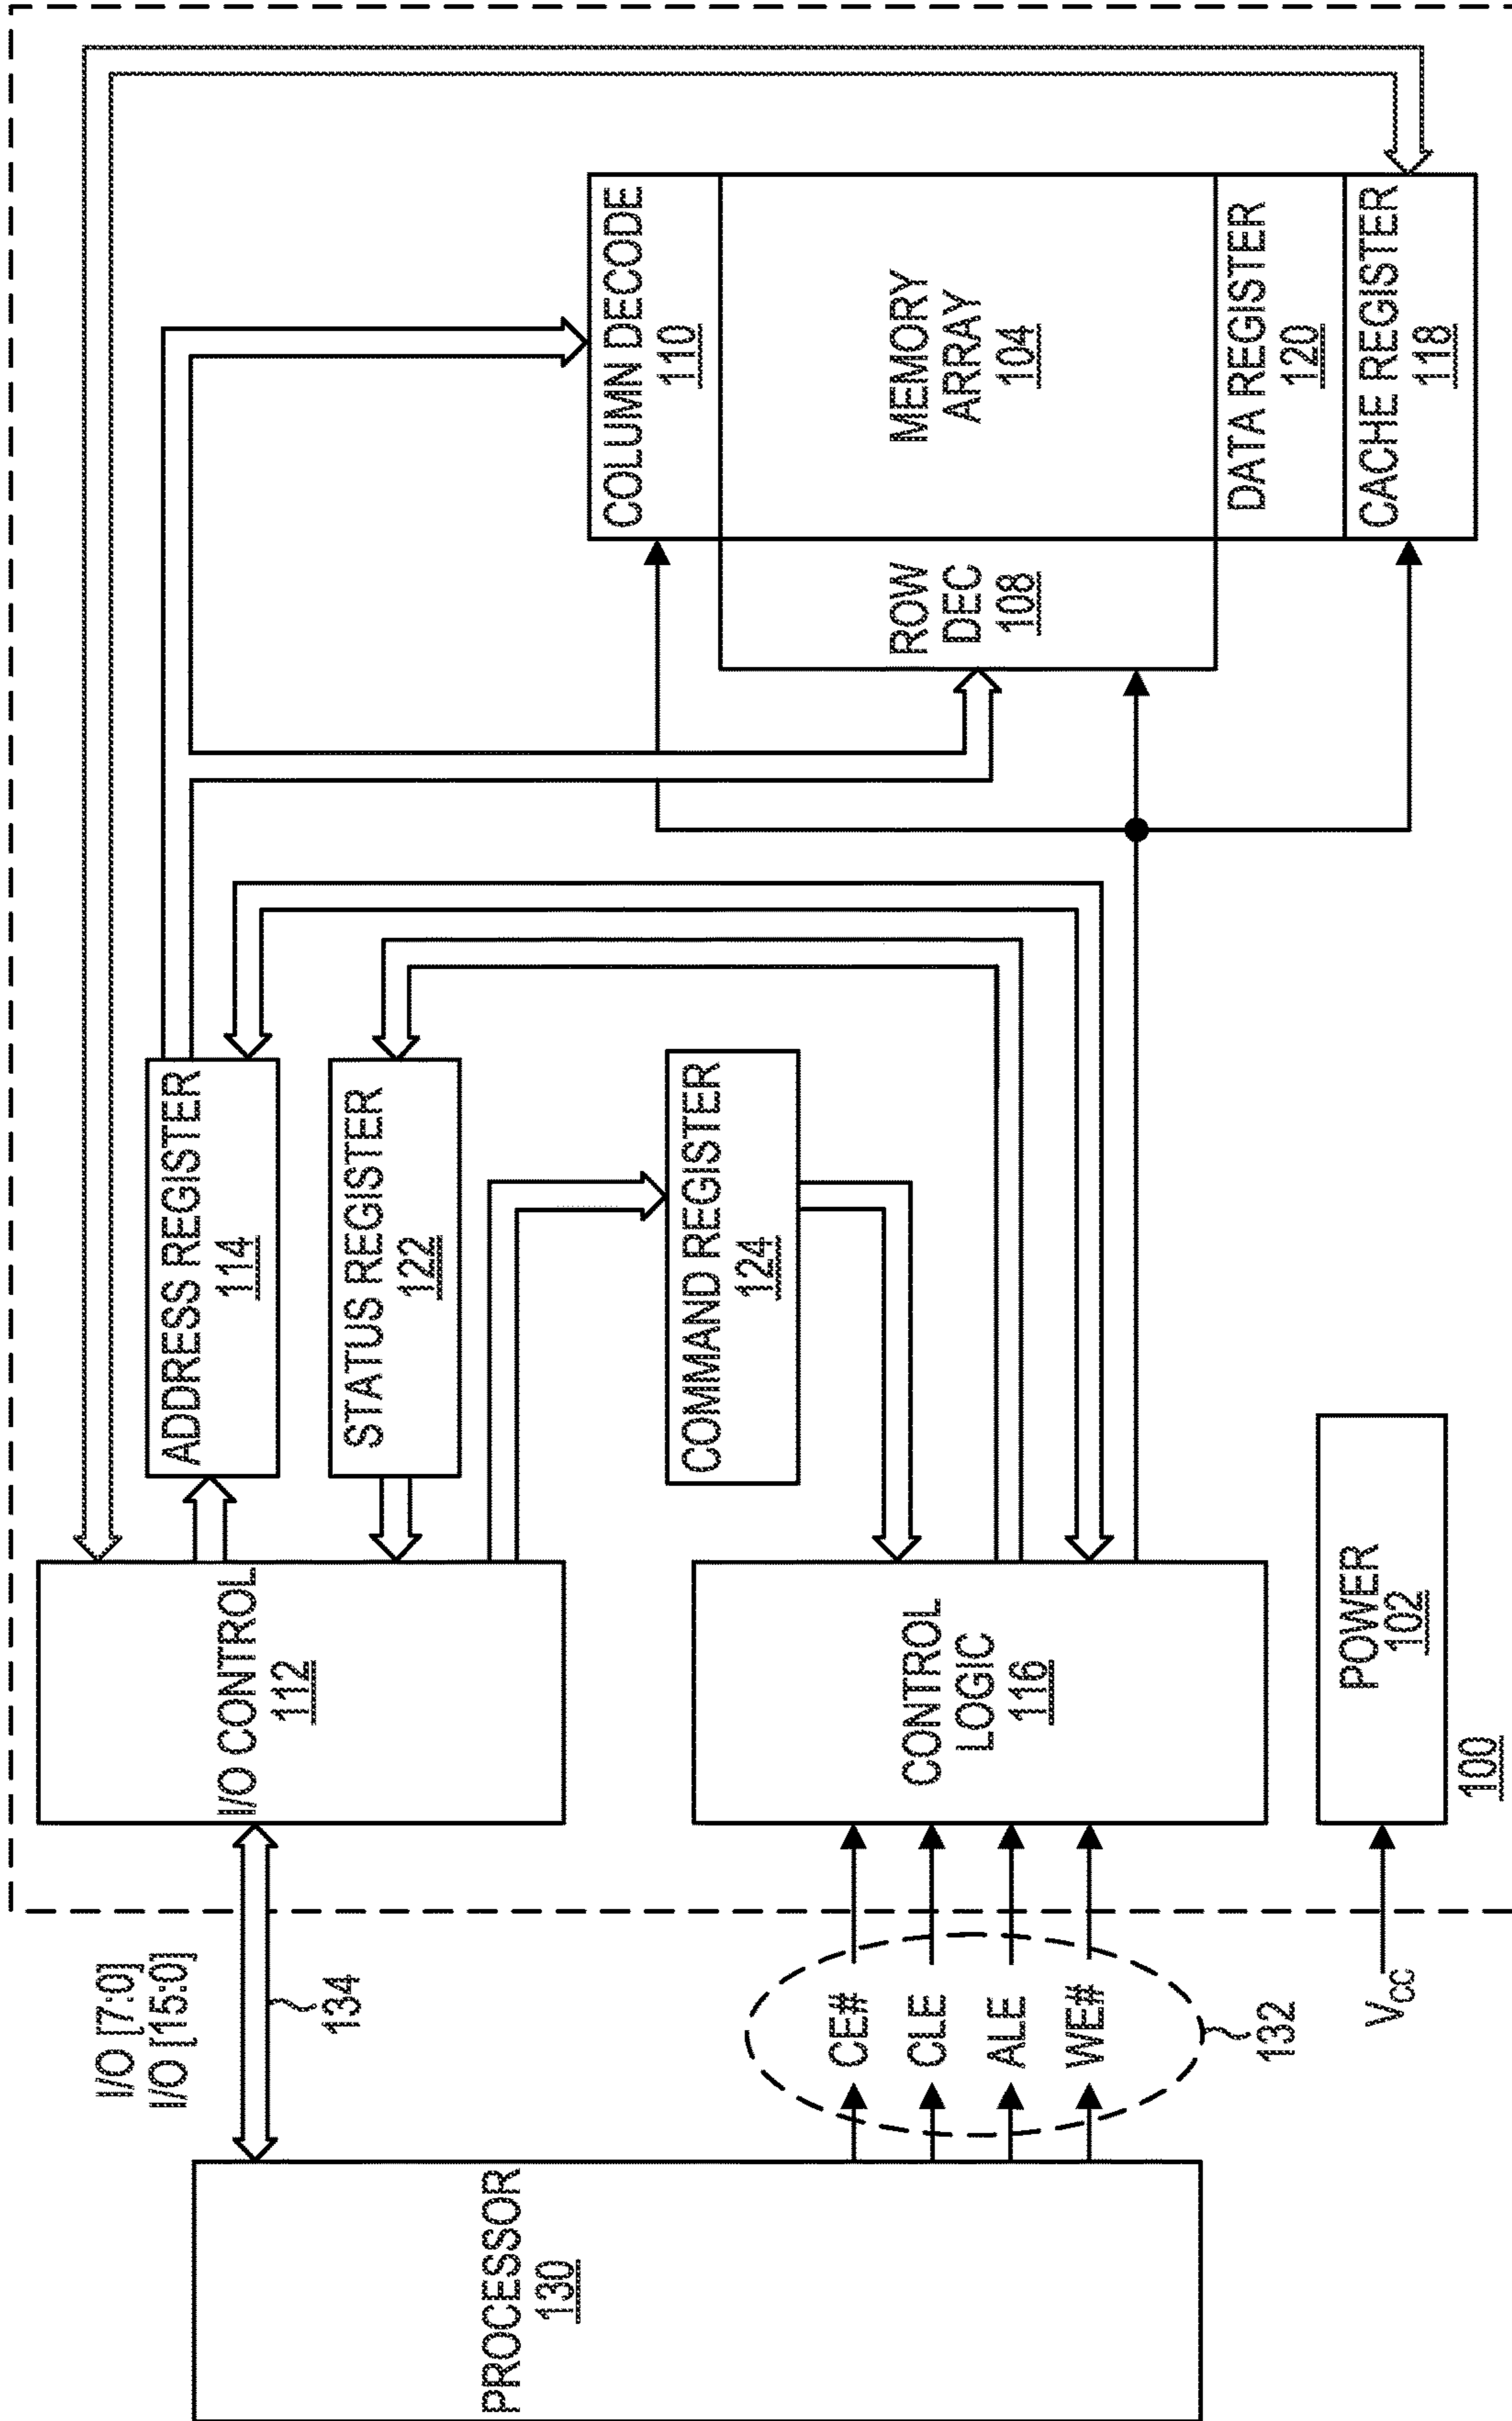 PROCESSOR
130
I/O [7:0]
I/O [15:0]
134
CE#
CLE
ALE
WE#
132
V_CC
I/O CONTROL
112
CONTROL
LOGIC
116
POWER
102
100
ADDRESS REGISTER
114
STATUS REGISTER
122
COMMAND REGISTER
124
COLUMN DECODE
110
ROW
DEC
108
MEMORY
ARRAY
104
DATA REGISTER
120
CACHE REGISTER
118